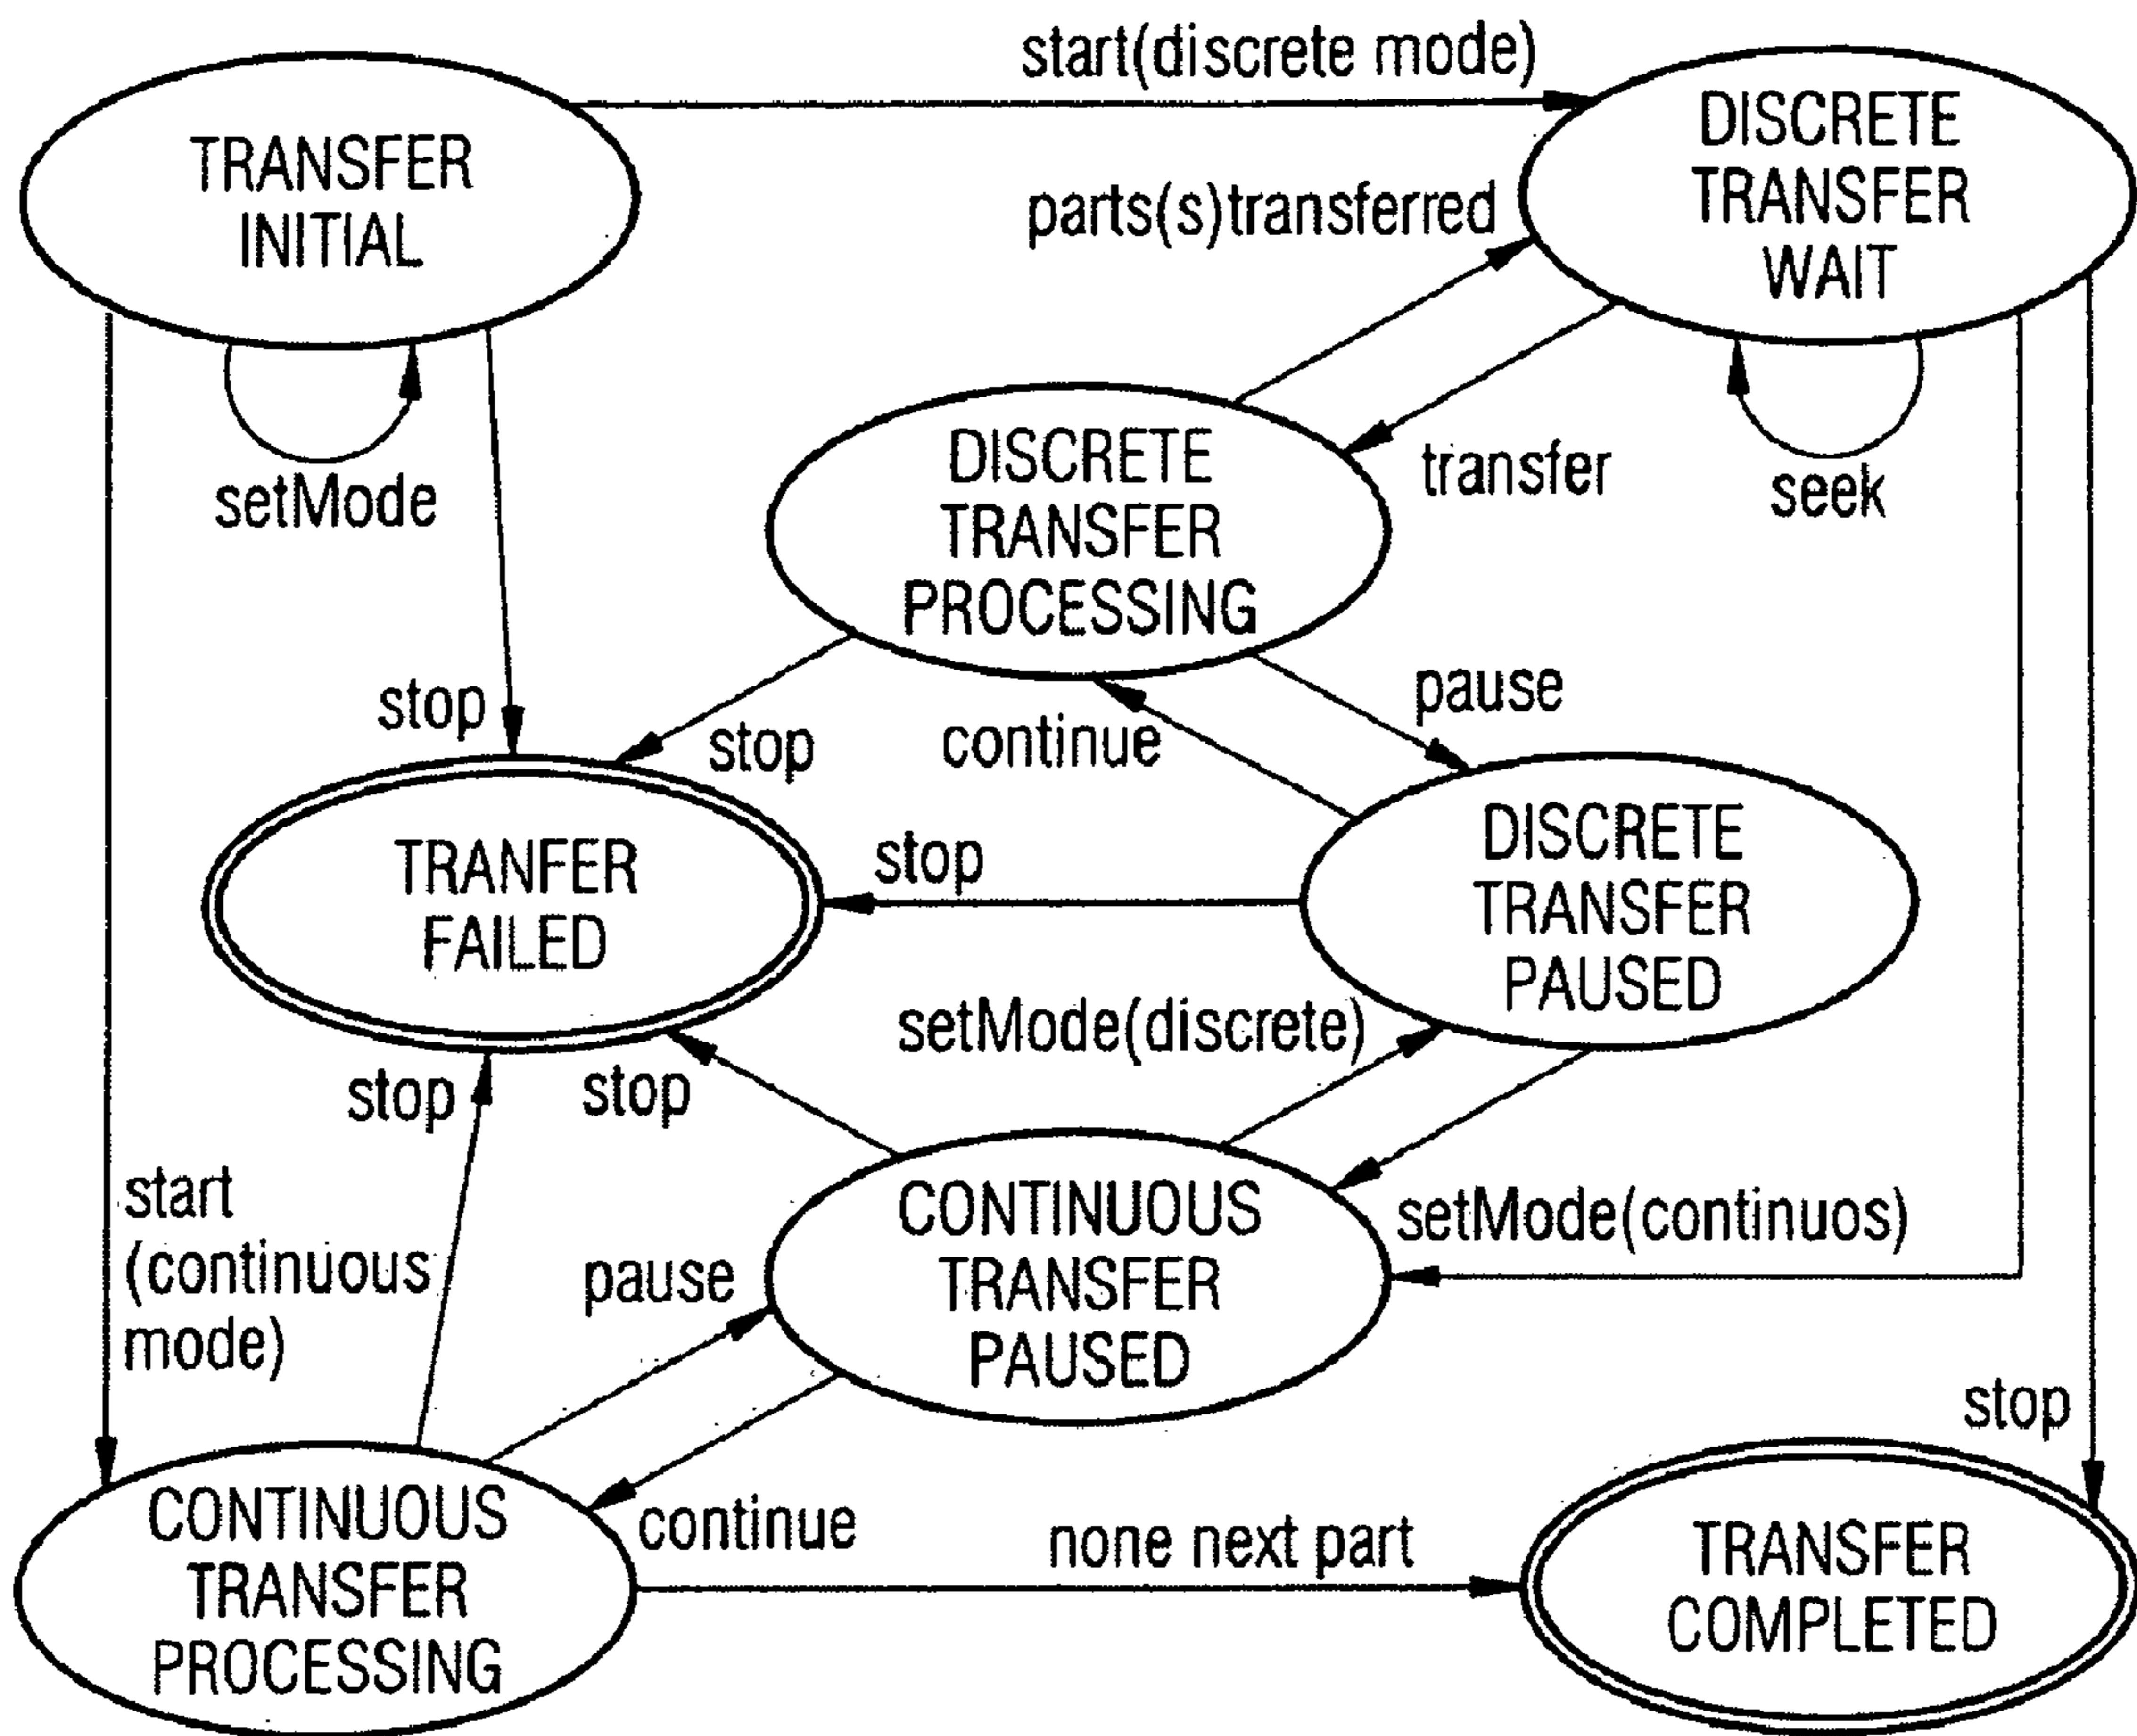 start(discrete mode)
TRANSFER
INITIAL
DISCRETE
TRANSFER
WAIT
parts(s)transferred
setMode
transfer
seek
DISCRETE
TRANSFER
PROCESSING
stop
stop
continue
pause
TRANFER
FAILED
stop
DISCRETE
TRANSFER
PAUSED
setMode(discrete)
stop
stop
start
(continuous
mode)
pause
CONTINUOUS
TRANSFER
PAUSED
setMode(continuos)
stop
CONTINUOUS
TRANSFER
PROCESSING
continue
none next part
TRANSFER
COMPLETED